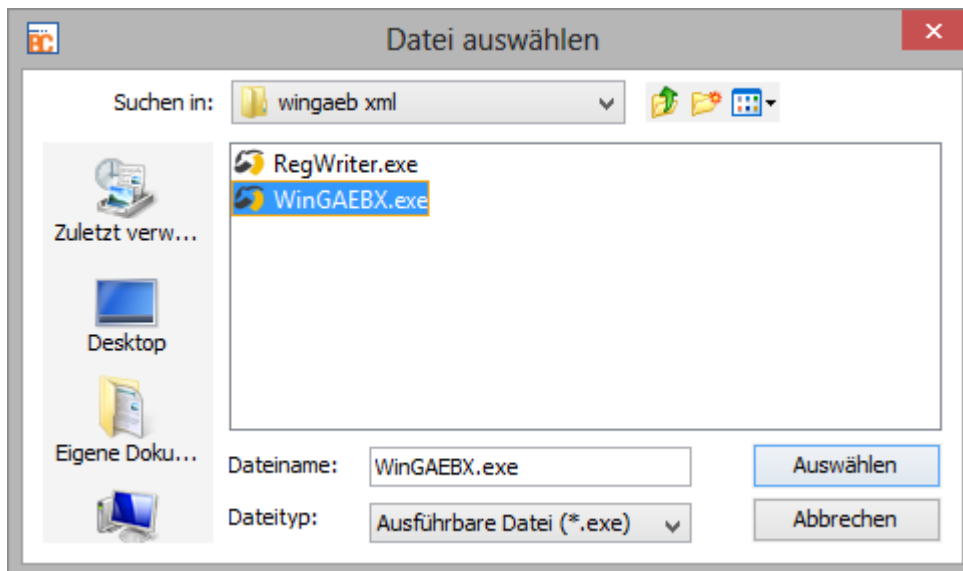 Datei auswählen
Suchen in: wingaeb xml
RegWriter.exe
WinGAEBX.exe
Zuletzt verw...
Desktop
Eigene Doku...
Dateiname: WinGAEBX.exe Auswählen
Dateityp: Ausführbare Datei (*.exe) Abbrechen